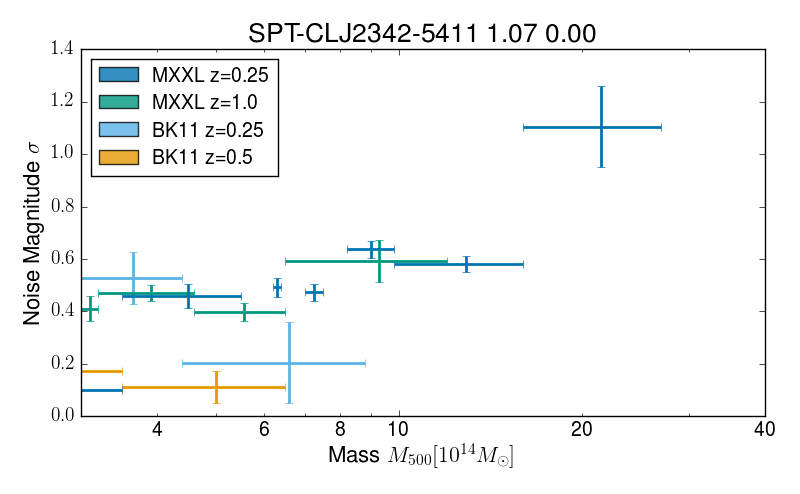 SPT-CLJ2342-5411 1.07 0.00
MXXL z=0.25
MXXL z=1.0
BK11 z=0.25
BK11 z=0.5
Noise Magnitude σ
1.4
1.2
1.0
0.8
0.6
0.4
0.2
0.0
4 6 8 10 20 40
Mass M₅₀₀[10¹⁴M☉]